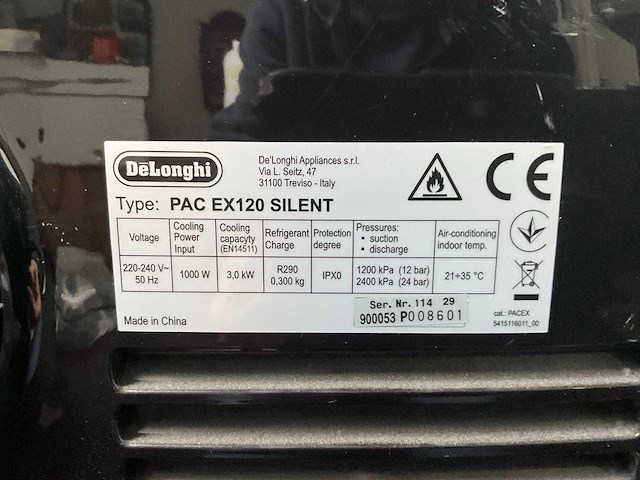 DeLonghi
De'Longhi Appliances s.r.l.
Via L. Seitz, 47
31100 Treviso - Italy
CE
Type: PAC EX120 SILENT
Voltage
Cooling
Power
Input
Cooling
capacyty
(EN14511)
Refrigerant
Charge
Protection
degree
Pressures:
• suction
• discharge
Air-conditioning
indoor temp.
220-240 V~
50 Hz
1000 W
3,0 kW
R290
0,300 kg
IPX0
1200 kPa (12 bar)
2400 kPa (24 bar)
21÷35 °C
Ser. Nr. 114 29
900053 P008601
Made in China
cat.: PACEX
5415116011_00